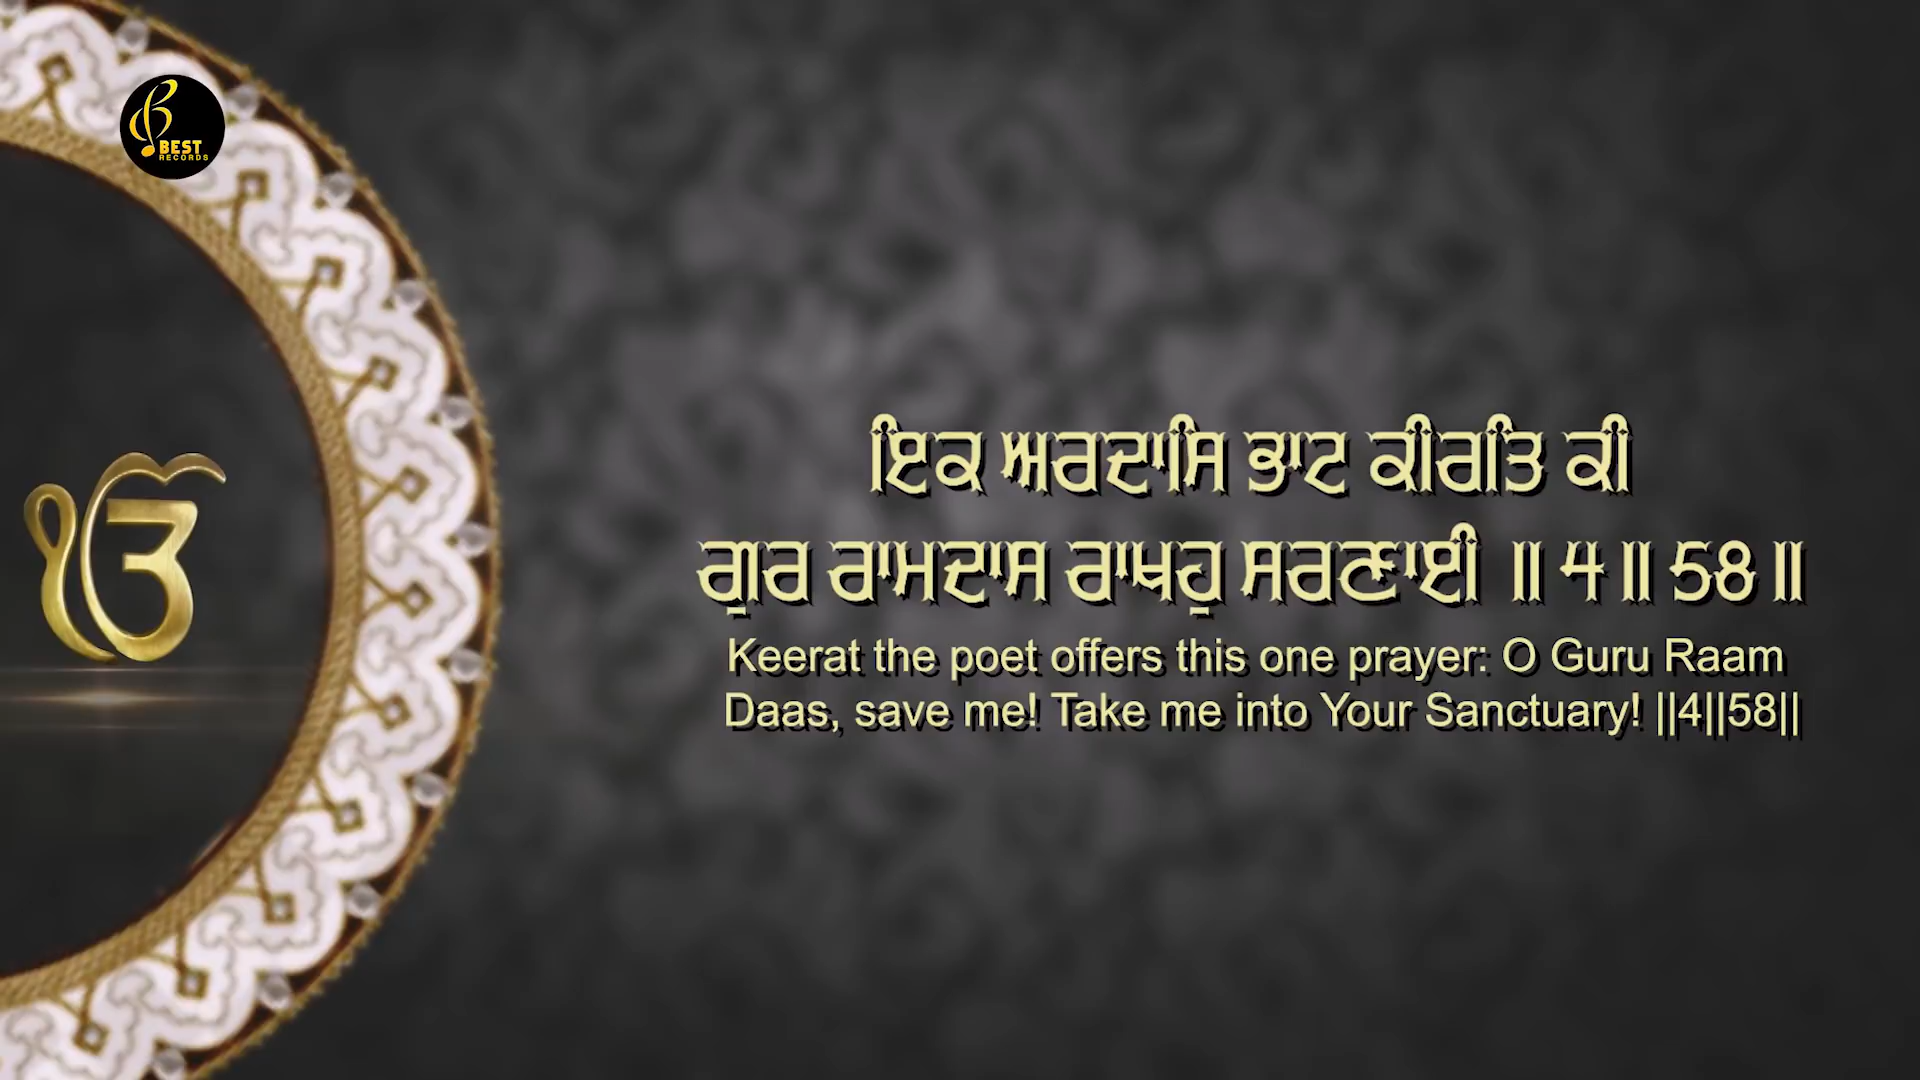 BEST
RECORDS
ੴ
ਇਕ ਅਰਦਾਸਿ ਭਾਟ ਕੀਰਤਿ ਕੀ
ਗੁਰ ਰਾਮਦਾਸ ਰਾਖਹੁ ਸਰਣਾਈ ॥ 4 ॥ 58 ॥
Keerat the poet offers this one prayer: O Guru Raam
Daas, save me! Take me into Your Sanctuary! ||4||58||